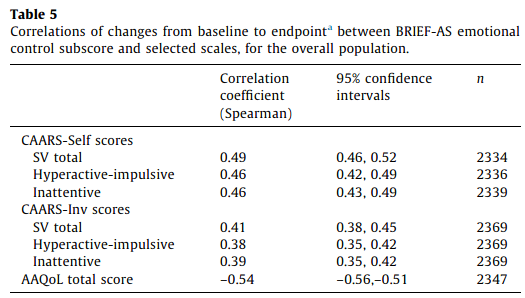 Table 5
Correlations of changes from baseline to endpointᵃ between BRIEF-AS emotional
control subscore and selected scales, for the overall population.
Correlation 95% confidence n
coefficient intervals
(Spearman)
CAARS-Self scores
SV total 0.49 0.46, 0.52 2334
Hyperactive-impulsive 0.46 0.42, 0.49 2336
Inattentive 0.46 0.43, 0.49 2339
CAARS-Inv scores
SV total 0.41 0.38, 0.45 2369
Hyperactive-impulsive 0.38 0.35, 0.42 2369
Inattentive 0.39 0.35, 0.42 2369
AAQoL total score −0.54 −0.56,−0.51 2347